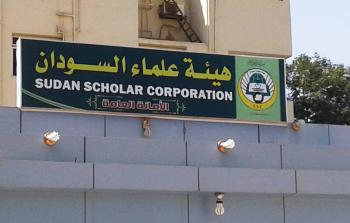 هيئة علماء السودان
SUDAN SCHOLAR CORPORATION
الأمانة العامة